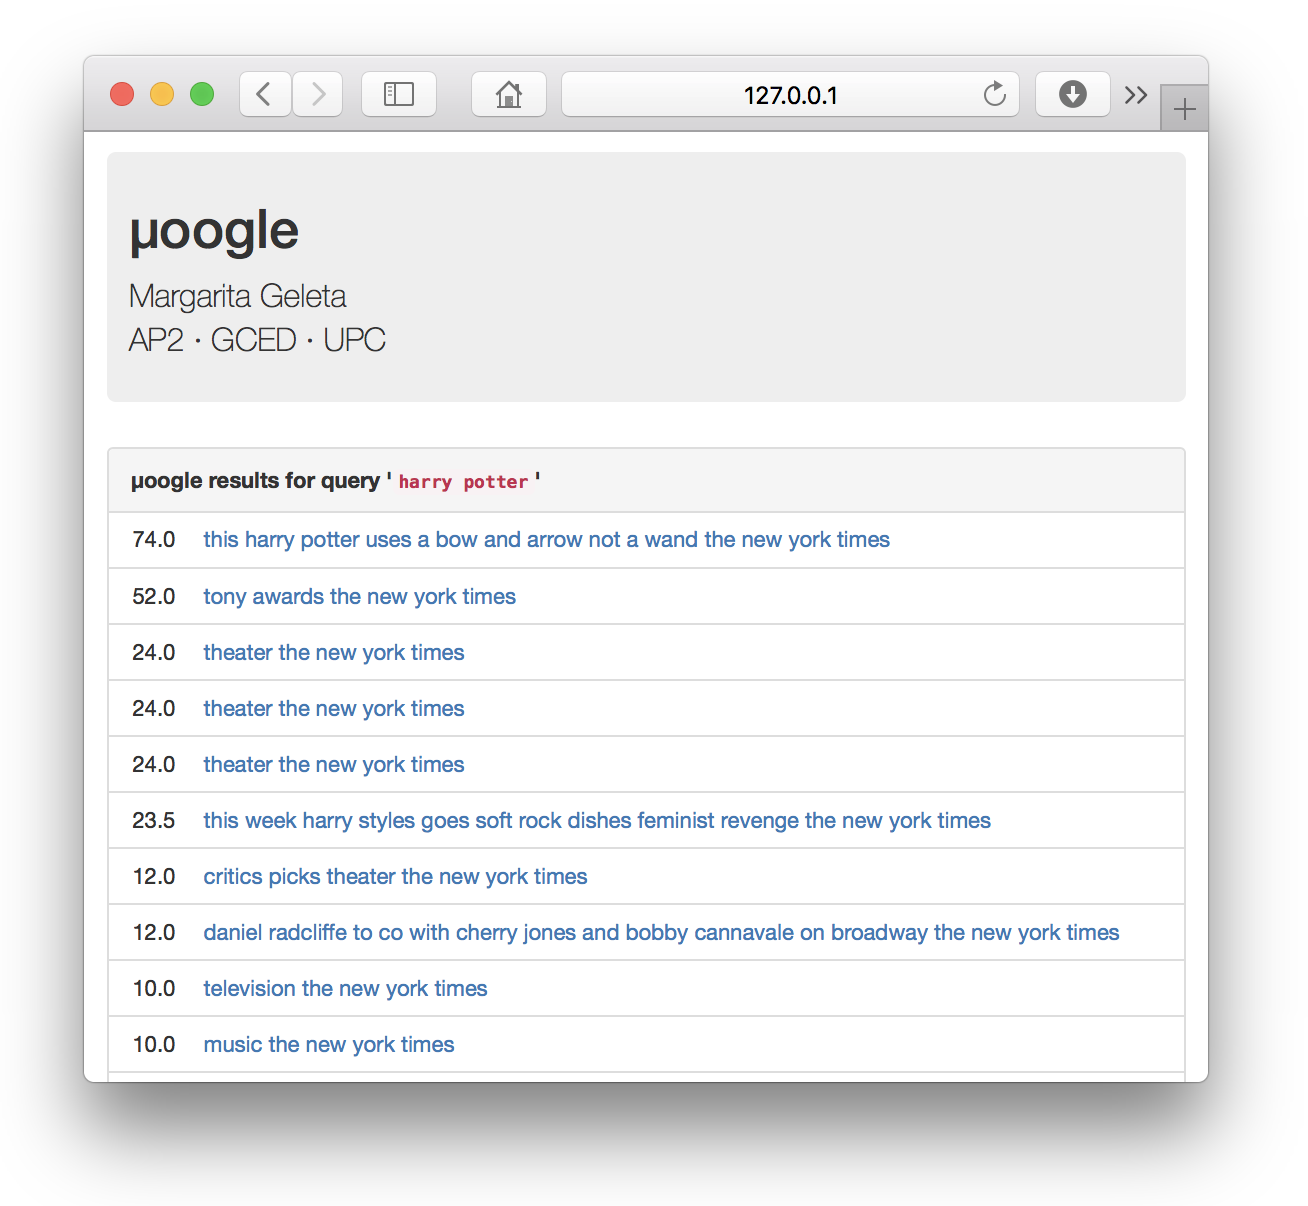 127.0.0.1
µoogle
Margarita Geleta
AP2 · GCED · UPC
µoogle results for query ' harry potter '
74.0 this harry potter uses a bow and arrow not a wand the new york times
52.0 tony awards the new york times
24.0 theater the new york times
24.0 theater the new york times
24.0 theater the new york times
23.5 this week harry styles goes soft rock dishes feminist revenge the new york times
12.0 critics picks theater the new york times
12.0 daniel radcliffe to co with cherry jones and bobby cannavale on broadway the new york times
10.0 television the new york times
10.0 music the new york times